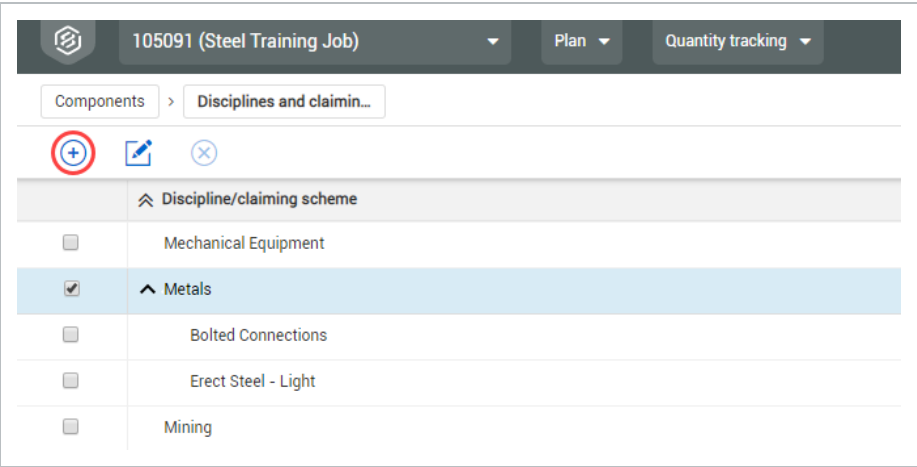 105091 (Steel Training Job) Plan Quantity tracking
Components > Disciplines and claimin...
Discipline/claiming scheme
Mechanical Equipment
Metals
Bolted Connections
Erect Steel - Light
Mining